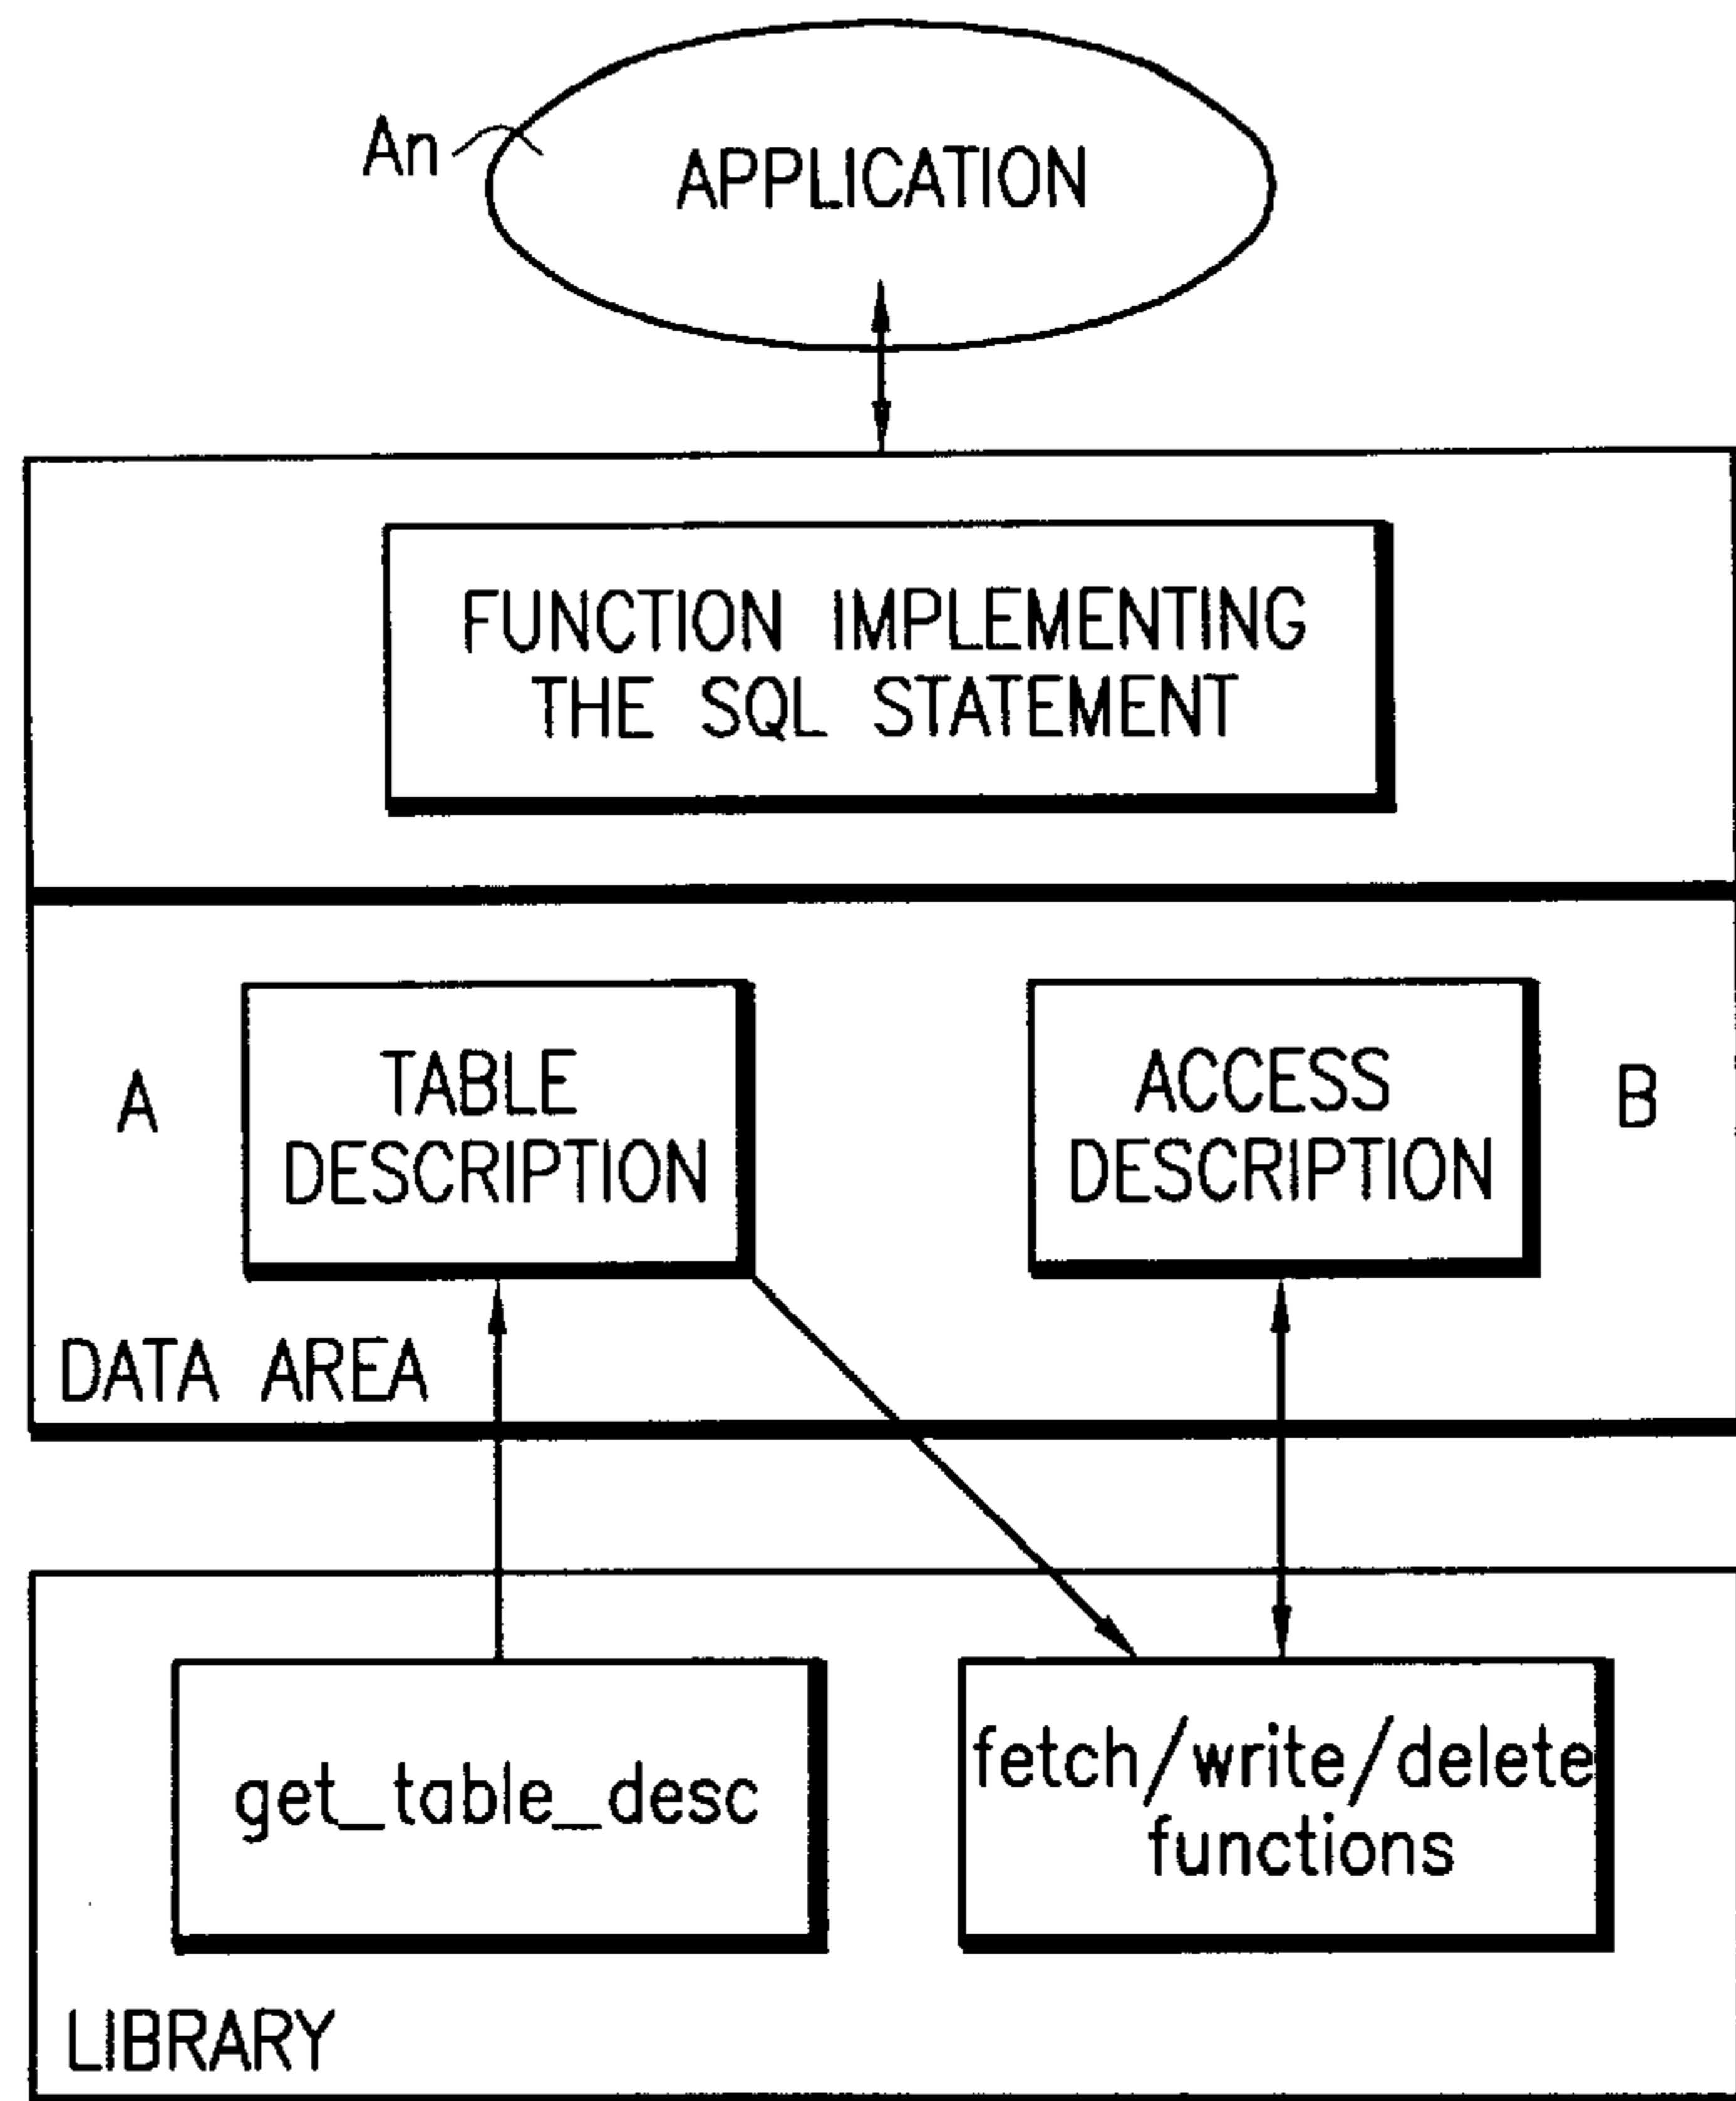 An
APPLICATION
FUNCTION IMPLEMENTING
THE SQL STATEMENT
A
TABLE
DESCRIPTION
ACCESS
DESCRIPTION
B
DATA AREA
get_table_desc
fetch/write/delete
functions
LIBRARY